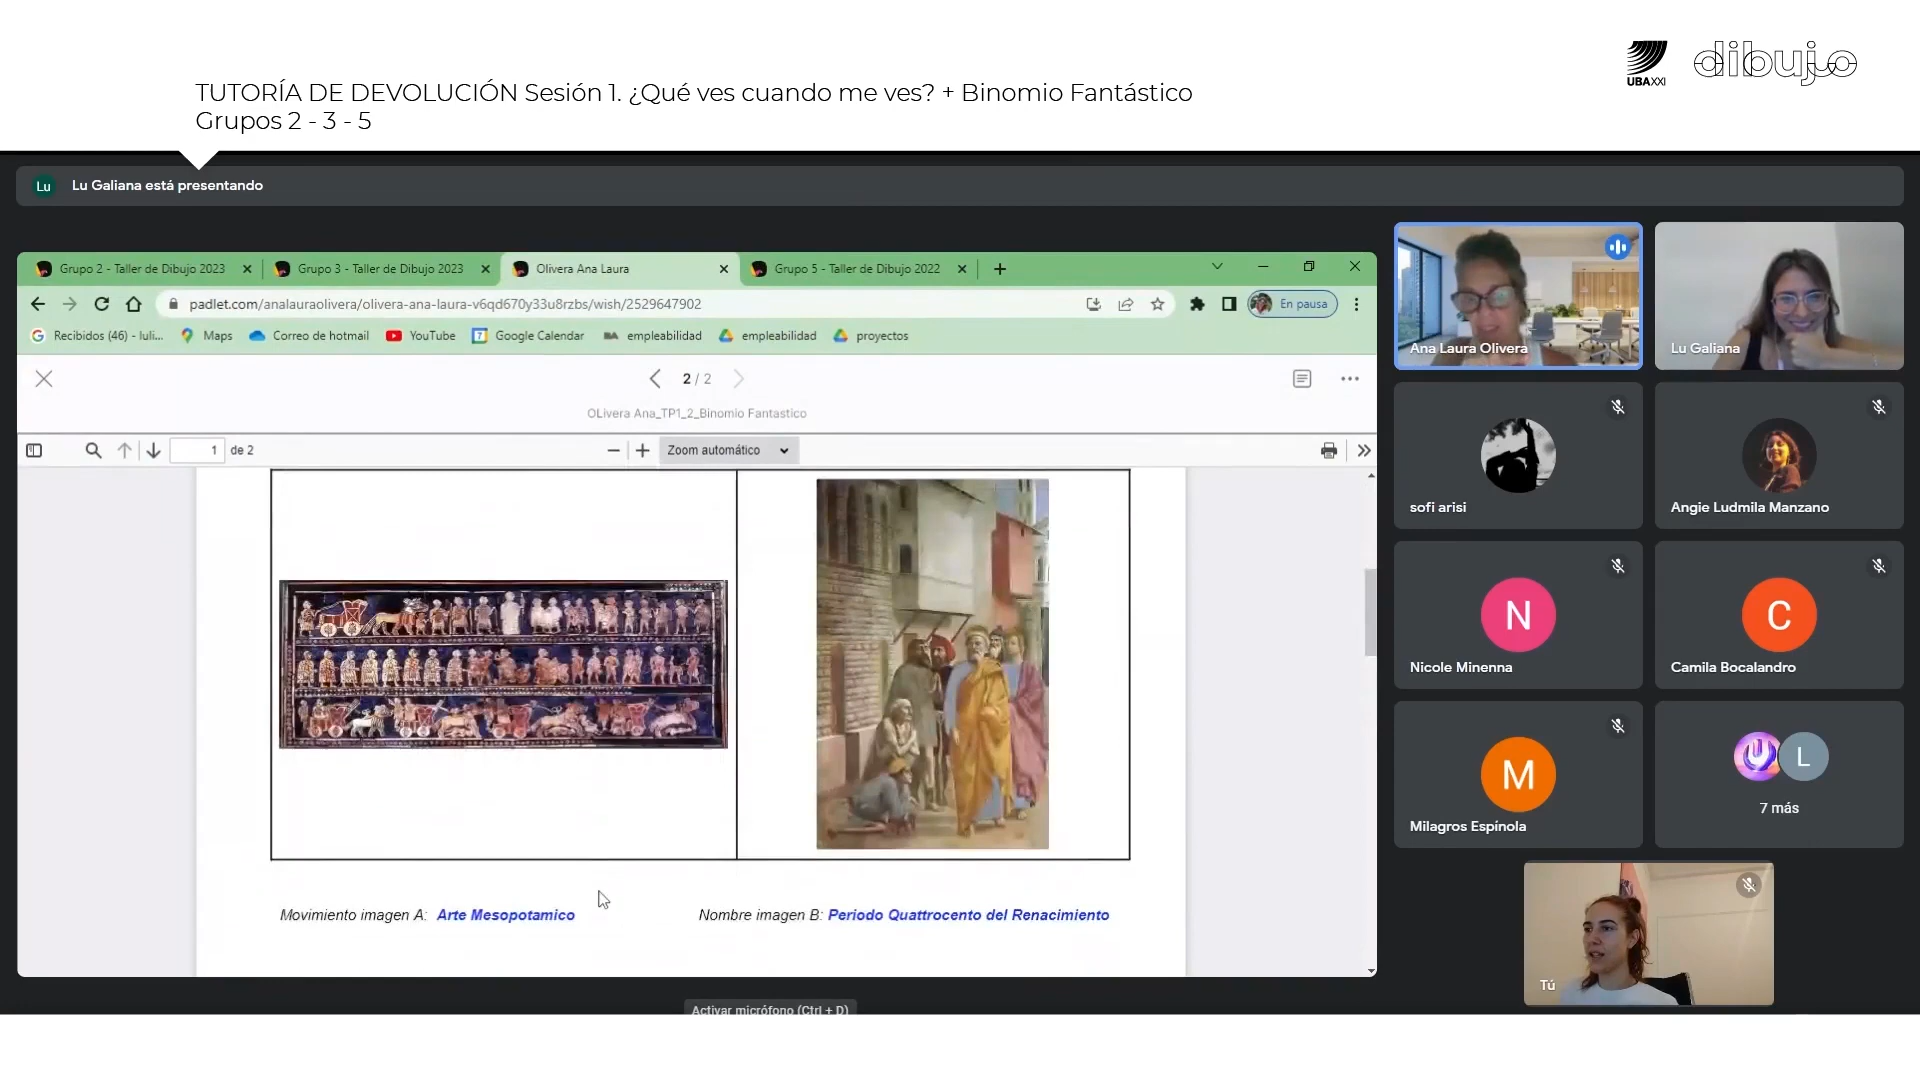 TUTORÍA DE DEVOLUCIÓN Sesión 1. ¿Qué ves cuando me ves? + Binomio Fantástico
Grupos 2 - 3 - 5
UBAXXI
dibujo
Lu
Lu Galiana está presentando
Grupo 2 - Taller de Dibujo 2023
Grupo 3 - Taller de Dibujo 2023
Olivera Ana Laura
Grupo 5 - Taller de Dibujo 2022
padlet.com/analauraolivera/olivera-ana-laura-v6qd670y33u8rzbs/wish/2529647902
En pausa
Recibidos (46) - luli...
Maps
Correo de hotmail
YouTube
7
Google Calendar
BA
empleabilidad
empleabilidad
proyectos
2 / 2
OLivera Ana_TP1_2_Binomio Fantastico
1 de 2
Zoom automático
Movimiento imagen A: Arte Mesopotamico
Nombre imagen B: Periodo Quattrocento del Renacimiento
Activar micrófono (Ctrl + D)
Ana Laura Olivera
Lu Galiana
sofi arisi
Angie Ludmila Manzano
N
Nicole Minenna
C
Camila Bocalandro
M
Milagros Espínola
L
7 más
Tú